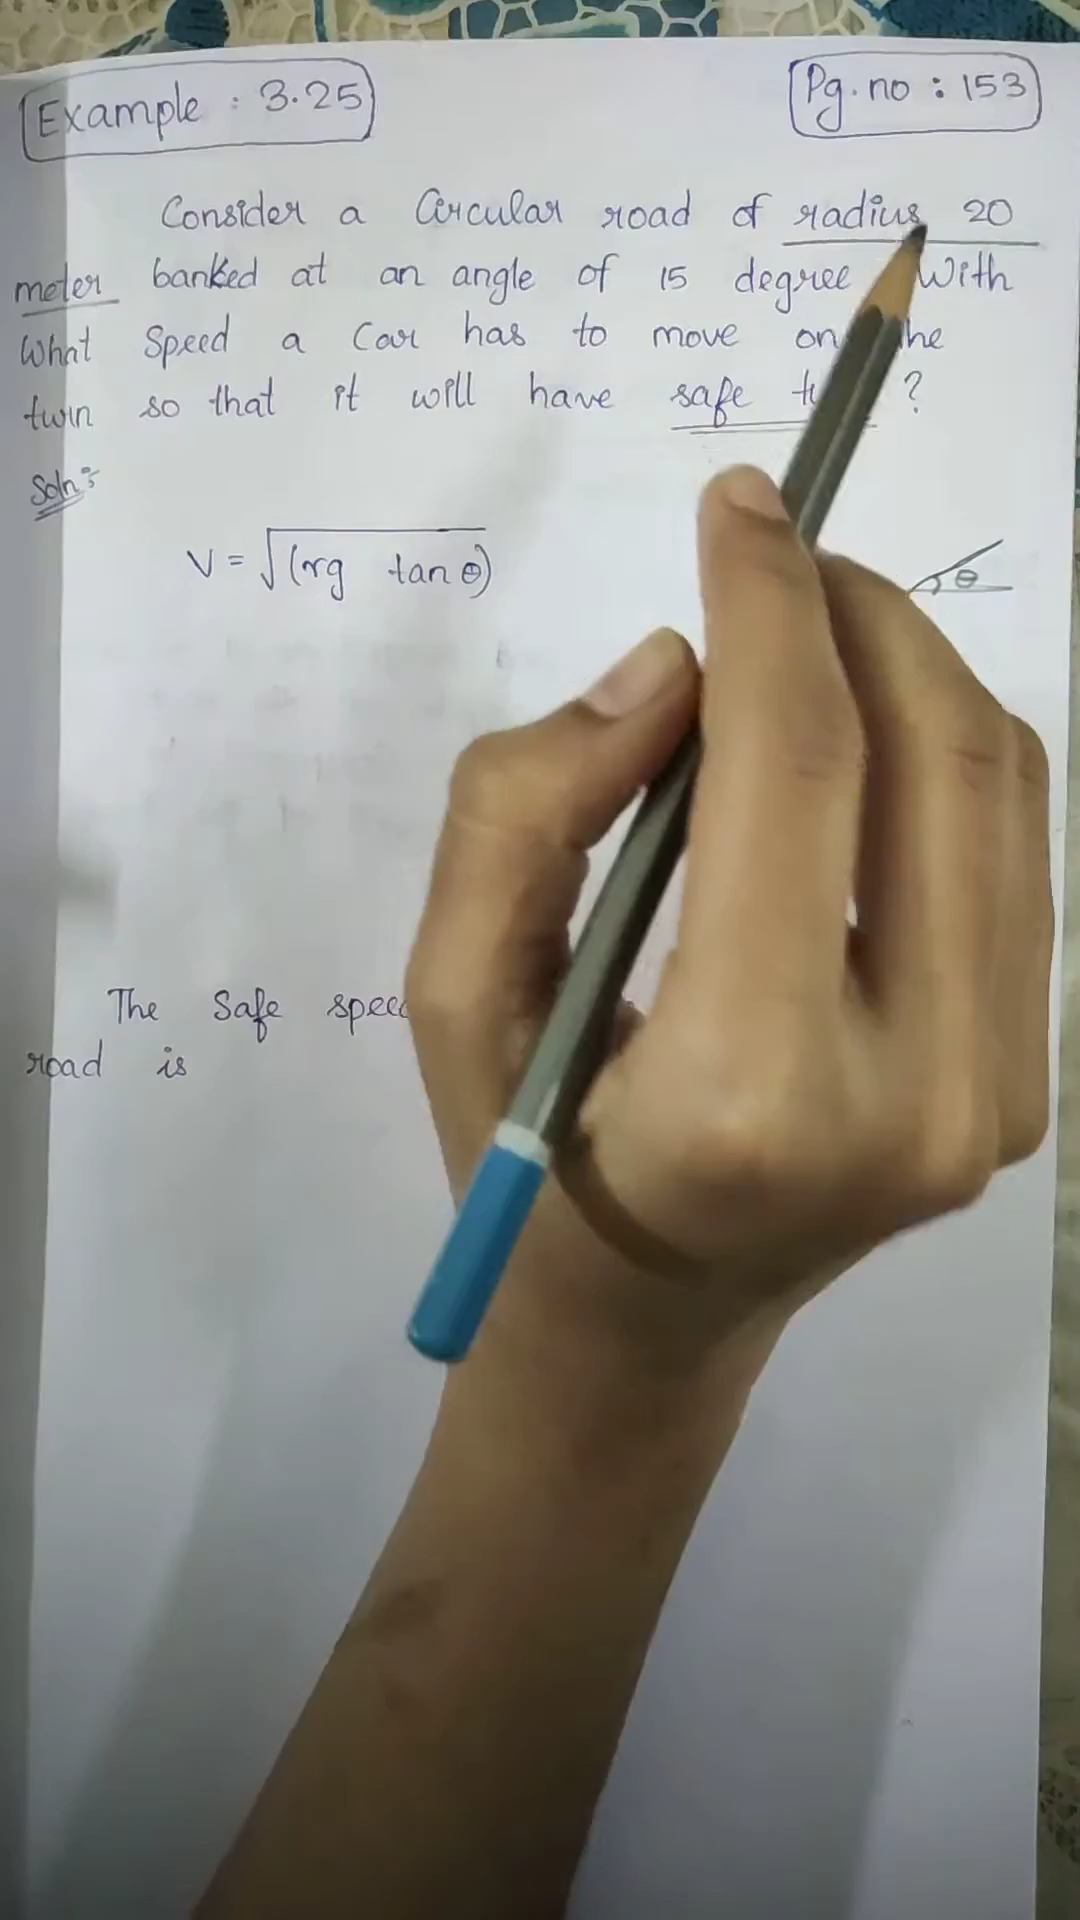 Example : 3.25
Pg. no : 153
Consider a Circular road of radius 20
meter banked at an angle of 15 degree With
What Speed a Car has to move on he
turn so that it will have safe t ?
Soln :
V = √(rg tan θ)
θ
The Safe speed
road is